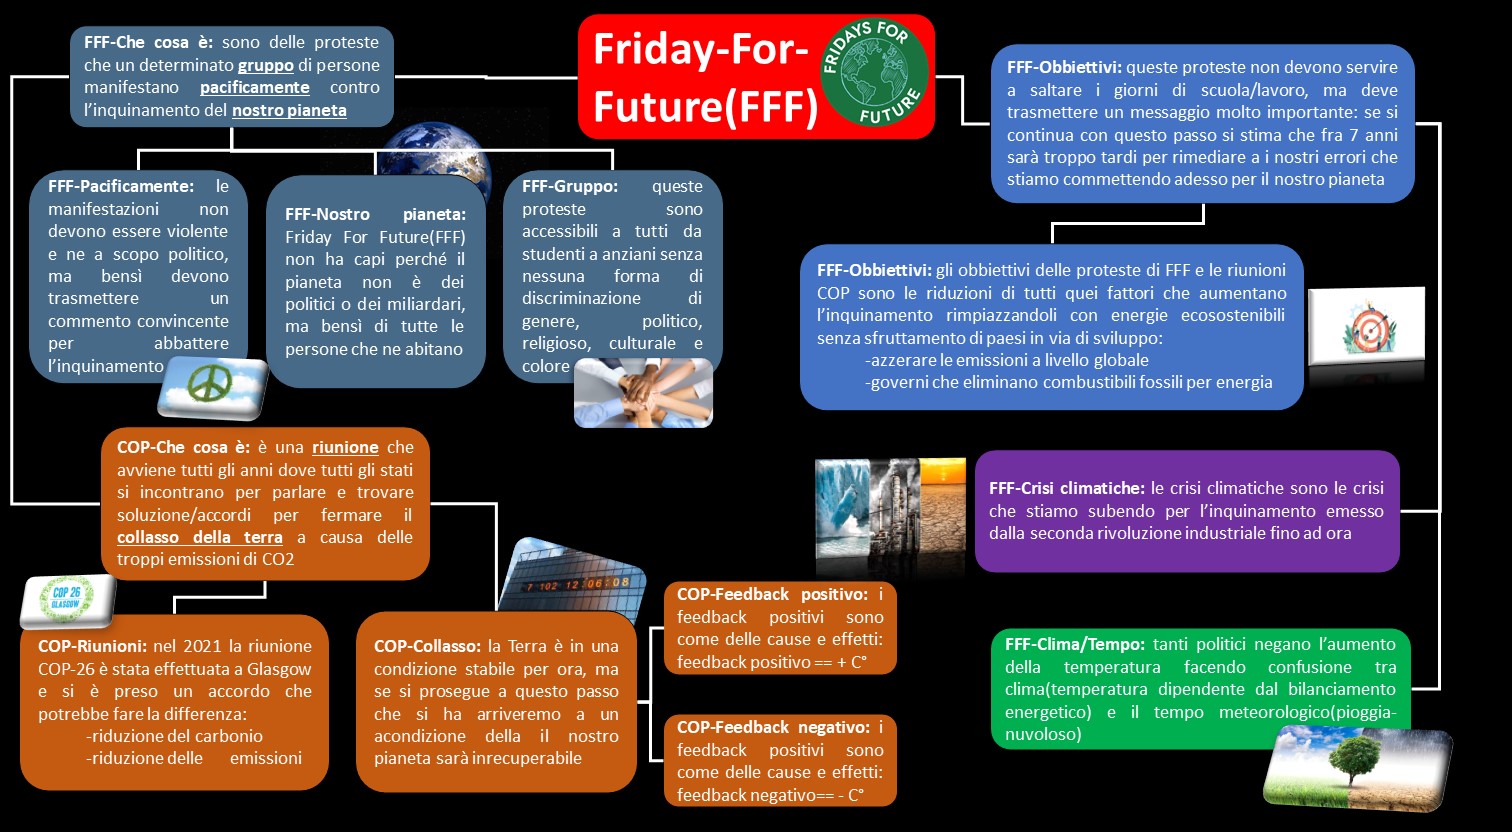 Friday-For-
Future(FFF)
FRIDAYS FOR
FUTURE
FFF-Che cosa è: sono delle proteste
che un determinato gruppo di persone
manifestano pacificamente contro
l’inquinamento del nostro pianeta
FFF-Pacificamente: le
manifestazioni non
devono essere violente
e ne a scopo politico,
ma bensì devono
trasmettere un
commento convincente
per abbattere
l’inquinamento
FFF-Nostro pianeta:
Friday For Future(FFF)
non ha capi perché il
pianeta non è dei
politici o dei miliardari,
ma bensì di tutte le
persone che ne abitano
FFF-Gruppo: queste
proteste sono
accessibili a tutti da
studenti a anziani senza
nessuna forma di
discriminazione di
genere, politico,
religioso, culturale e
colore
FFF-Obbiettivi: queste proteste non devono servire
a saltare i giorni di scuola/lavoro, ma deve
trasmettere un messaggio molto importante: se si
continua con questo passo si stima che fra 7 anni
sarà troppo tardi per rimediare a i nostri errori che
stiamo commettendo adesso per il nostro pianeta
FFF-Obbiettivi: gli obbiettivi delle proteste di FFF e le riunioni
COP sono le riduzioni di tutti quei fattori che aumentano
l’inquinamento rimpiazzandoli con energie ecosostenibili
senza sfruttamento di paesi in via di sviluppo:
-azzerare le emissioni a livello globale
-governi che eliminano combustibili fossili per energia
COP-Che cosa è: è una riunione che
avviene tutti gli anni dove tutti gli stati
si incontrano per parlare e trovare
soluzione/accordi per fermare il
collasso della terra a causa delle
troppi emissioni di CO2
FFF-Crisi climatiche: le crisi climatiche sono le crisi
che stiamo subendo per l’inquinamento emesso
dalla seconda rivoluzione industriale fino ad ora
COP 26
GLASGOW
COP-Riunioni: nel 2021 la riunione
COP-26 è stata effettuata a Glasgow
e si è preso un accordo che
potrebbe fare la differenza:
-riduzione del carbonio
-riduzione delle emissioni
7 102 12:06:08
COP-Collasso: la Terra è in una
condizione stabile per ora, ma
se si prosegue a questo passo
che si ha arriveremo a un
acondizione della il nostro
pianeta sarà inrecuperabile
COP-Feedback positivo: i
feedback positivi sono
come delle cause e effetti:
feedback positivo == + C°
COP-Feedback negativo: i
feedback positivi sono
come delle cause e effetti:
feedback negativo== - C°
FFF-Clima/Tempo: tanti politici negano l’aumento
della temperatura facendo confusione tra
clima(temperatura dipendente dal bilanciamento
energetico) e il tempo meteorologico(pioggia-
nuvoloso)